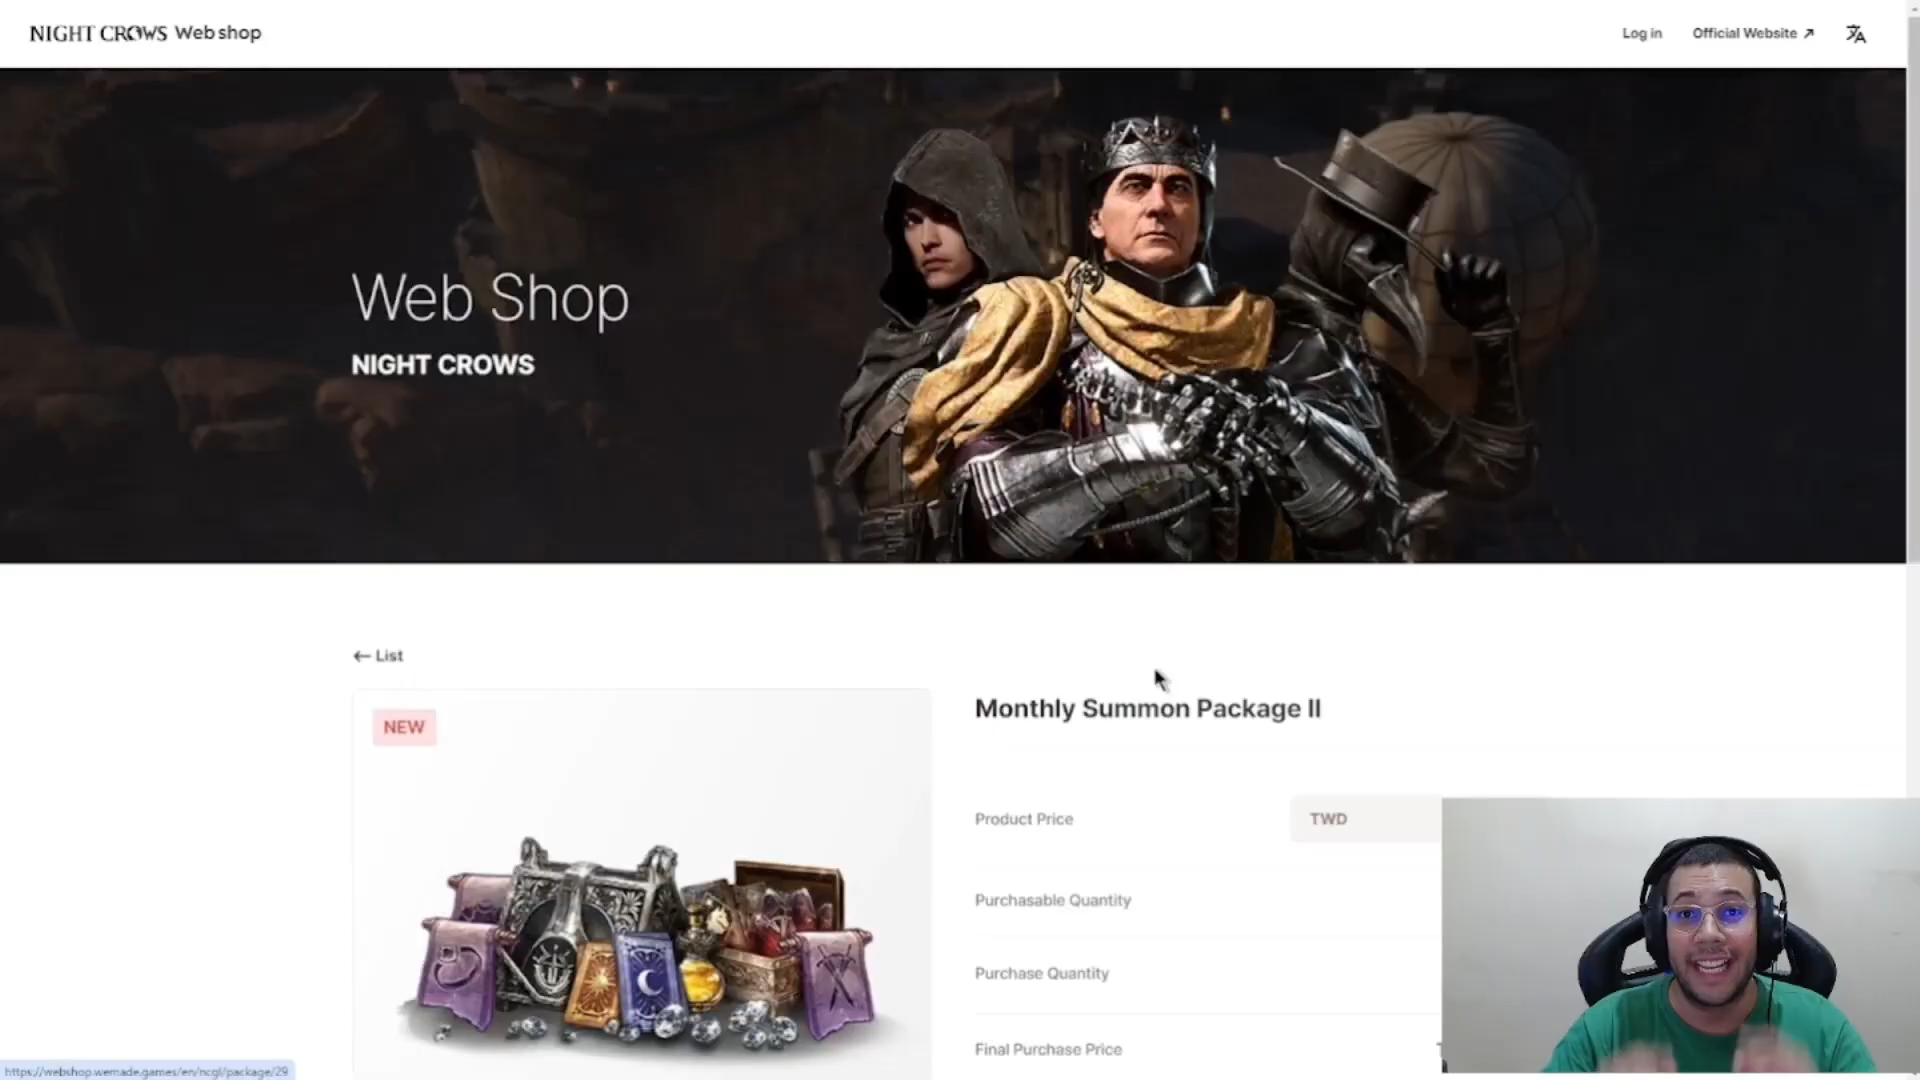 NIGHT CROWS Web shop
Log in
Official Website
Web Shop
NIGHT CROWS
← List
NEW
Monthly Summon Package II
Product Price
TWD
Purchasable Quantity
Purchase Quantity
Final Purchase Price
https://webshop.wemade.games/en/ncgl/package/29